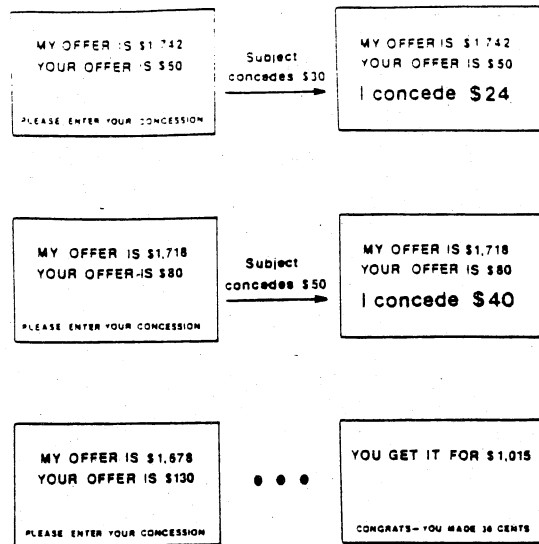 MY OFFER IS $1,742
YOUR OFFER IS $50
PLEASE ENTER YOUR CONCESSION
Subject
concedes $30
MY OFFER IS $1,742
YOUR OFFER IS $50
I concede $24
MY OFFER IS $1,718
YOUR OFFER IS $80
PLEASE ENTER YOUR CONCESSION
Subject
concedes $50
MY OFFER IS $1,718
YOUR OFFER IS $80
I concede $40
MY OFFER IS $1,678
YOUR OFFER IS $130
PLEASE ENTER YOUR CONCESSION
YOU GET IT FOR $1,015
CONGRATS-YOU MADE 36 CENTS